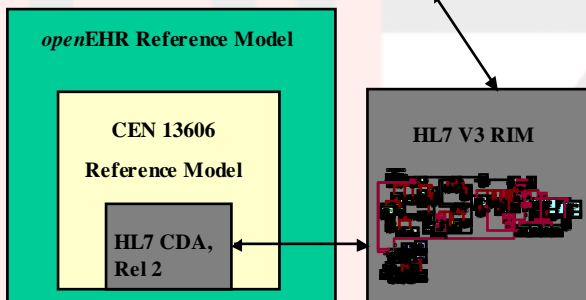 openEHR Reference Model
CEN 13606
Reference Model
HL7 CDA,
Rel 2
HL7 V3 RIM